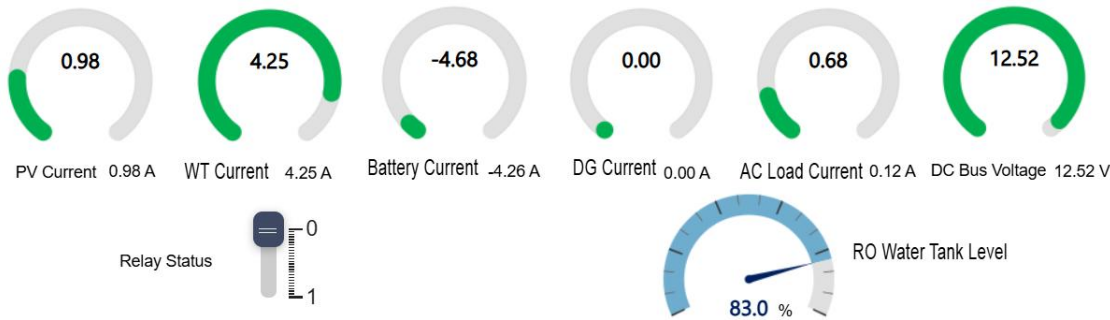 0.98 4.25 -4.68 0.00 0.68 12.52
PV Current 0.98 A WT Current 4.25 A Battery Current -4.26 A DG Current 0.00 A AC Load Current 0.12 A DC Bus Voltage 12.52 V
Relay Status
0
1
RO Water Tank Level
83.0 %